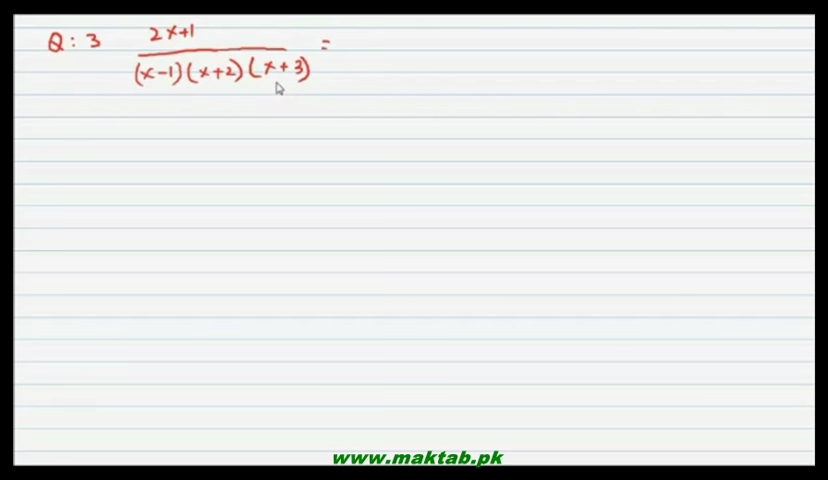 Q : 3 2x+1
(x-1)(x+2)(x+3) =
www.maktab.pk